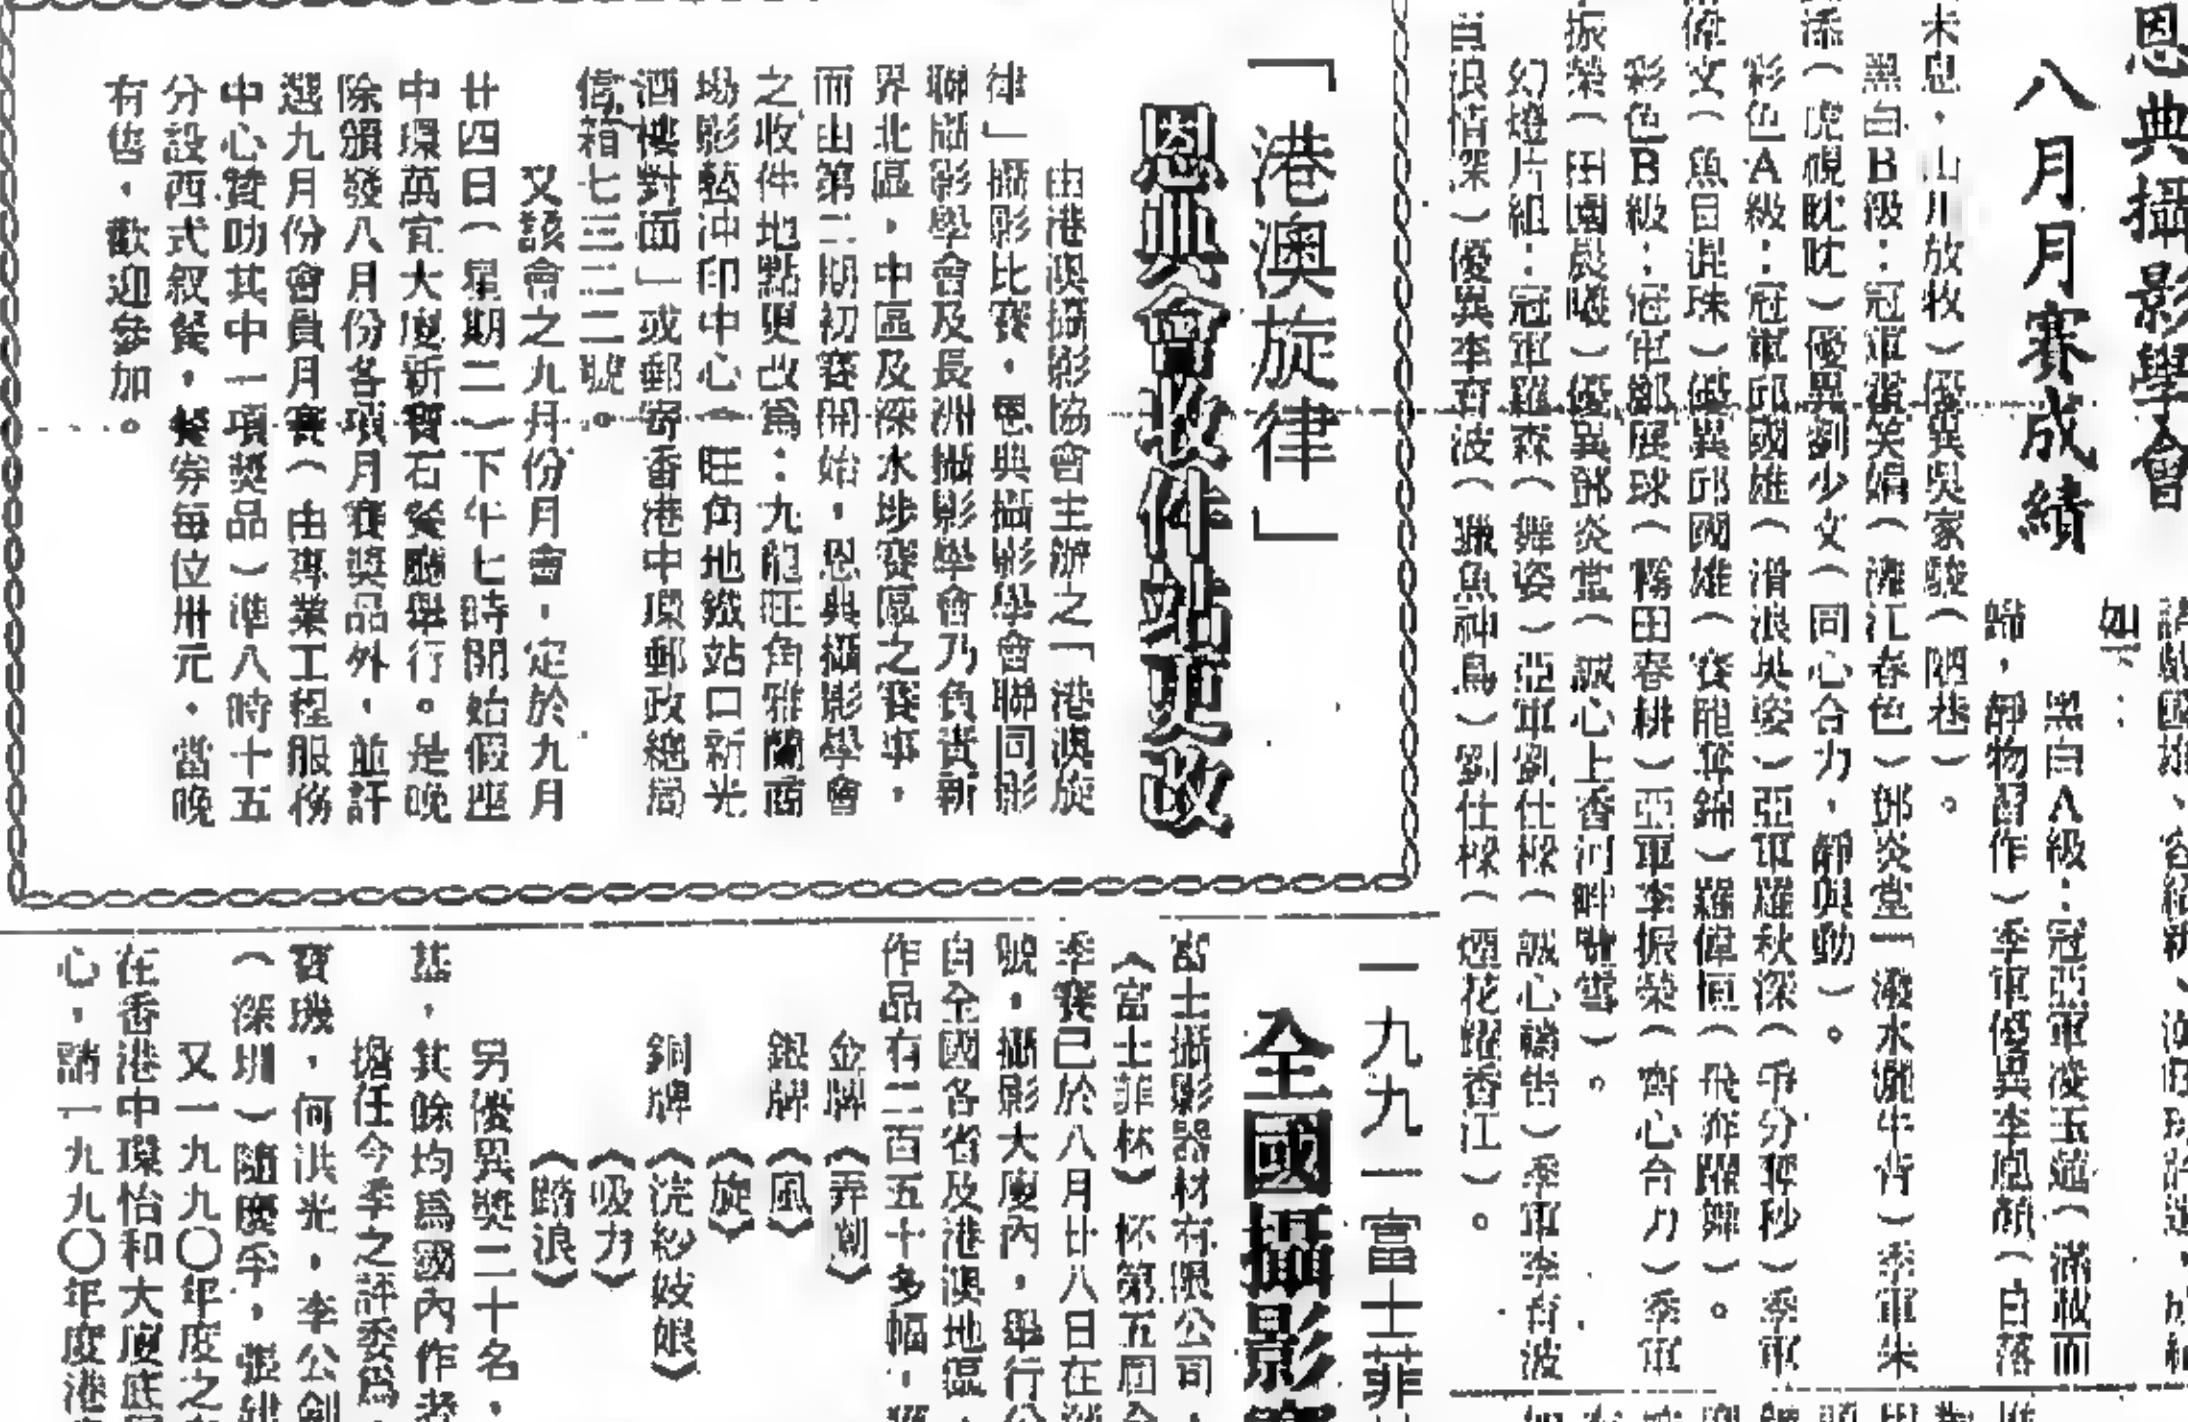 恩典攝影學會
八月月賽成績
如下：
黑白A級：冠亞軍凌玉蓮（滿載而
歸，靜物習作）季軍優異李鳳顏（自落
未息，山川放牧）優異吳家駿（陋巷）。
黑白B級：冠軍張笑娟（灕江春色）鄧炎堂一潑水灑牛背）季軍朱
添（虎視眈眈）優異劉少文（同心合力，靜與動）。
彩色A級：冠軍邱國雄（滑浪英姿）亞軍羅秋深（爭分奪秒）季軍
偉文）魚目混珠（優異邱國雄（賽龍奪錦）羅偉恒（飛奔躍舞）。
彩色B級：冠軍鄭展球（霧田春耕）亞軍李振榮（齊心合力）季軍
振榮（田園晨曦）優異鄧炎堂（誠心上香河畔吡雪）。
幻燈片組：冠軍羅森（舞姿）亞軍劉仕樑（誠心禱告）季軍李育波
百浪情深（優異李育波（獵魚神鳥）劉仕樑（煙花耀香江）。
「港澳旋律」
恩典會收件站更改
由港澳攝影協會主辦之「港澳旋
律」攝影比賽，恩典攝影學會聯同影
聯攝影學會及長洲攝影學會乃負責新
界北區，中區及深水埗賽區之賽事，
而由第二期初賽開始，恩典攝影學會
之收件地點更改為：九龍旺角雅蘭商
場影藝沖印中心（旺角地鐵站口新光
酒樓對面」或郵寄香港中環郵政總局
信箱七三二二號。
又該會之九月份月會，定於九月
廿四日（星期二）下午七時開始假座
中環萬宜大廈新寶石餐廳舉行。是晚
除頒發八月份各項月賽獎品外，並評
選九月份會員月賽（由專業工程服務
中心贊助其中一項獎品）準八時十五
分設西式叙餐，餐券每位卅元。當晚
有售，歡迎參加。
一九九一富士菲
全國攝影
富士攝影器材有限公司，
《富士菲杯》杯第五屆全
季賽已於八月廿八日在
號，攝影大廈內，舉行
自全國各省及港澳地區，
作品有二百五十多幅，獲
金牌《弄劍》
銀牌《風》
《旋》
銅牌《浣紗妓娘》
《吸力》
《踏浪》
另優異獎二十名，
基，其餘均為國內作者
擔任今季之評委為，
寶璣，何洪光，李公劍
（深圳）隨慶孚，張
又一九九〇年度之
在香港中環怡和大廈底
心，請一九九〇年度港